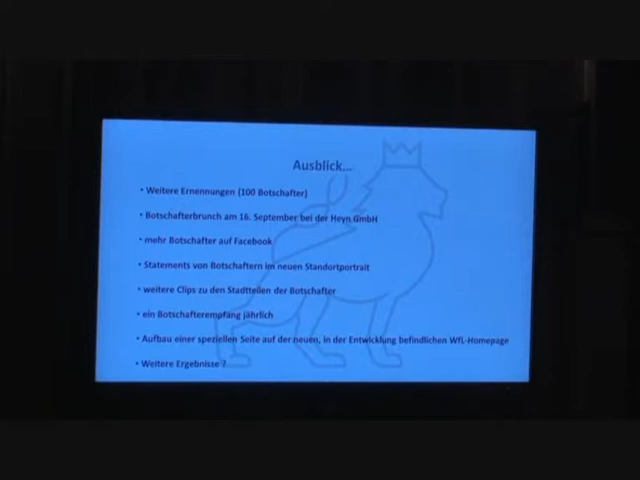 Ausblick...
• Weitere Ernennungen (100 Botschafter)
• Botschafterbrunch am 16. September bei der Heyn GmbH
• mehr Botschafter auf Facebook
• Statements von Botschaftern im neuen Standortportrait
• weitere Clips zu den Stadtteilen der Botschafter
• ein Botschafterempfang jährlich
• Aufbau einer speziellen Seite auf der neuen, in der Entwicklung befindlichen WfL-Homepage
• Weitere Ergebnisse ?